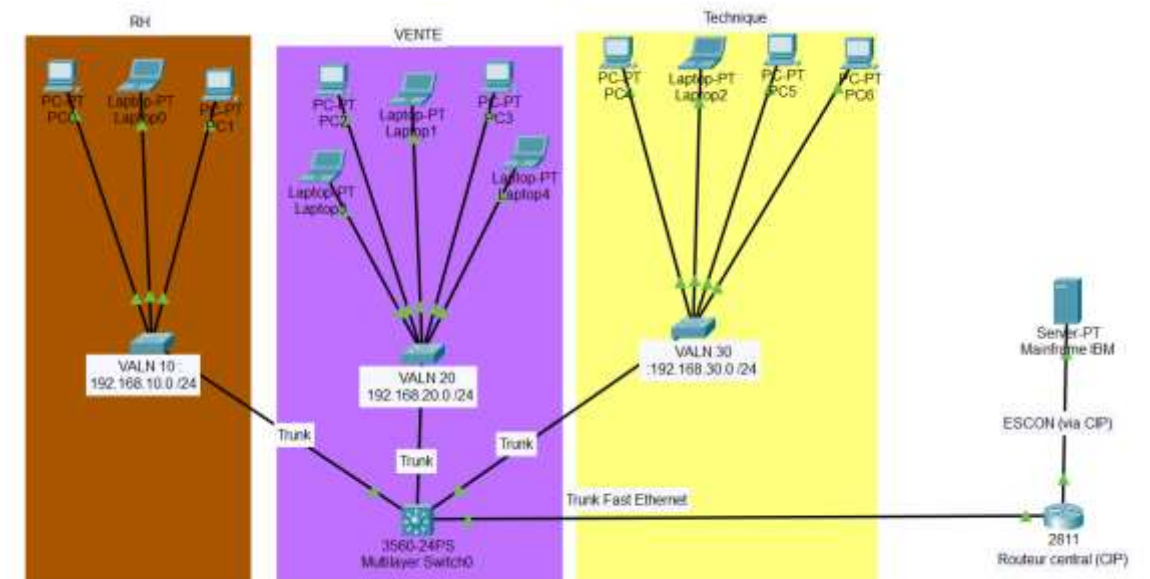 RH
VENTE
Technique
PC-PT
PC0
Laptop-PT
Laptop0
PC-PT
PC1
PC-PT
PC2
Laptop-PT
Laptop1
PC-PT
PC3
Laptop-PT
Laptop-PT
Laptop4
PC-PT
PC4
Laptop-PT
Laptop2
PC-PT
PC5
PC-PT
PC6
VALN 10 :
192.168.10.0 /24
VALN 20
192.168.20.0 /24
VALN 30
:192.168.30.0 /24
Trunk
Trunk
Trunk
Server-PT
Mainframe IBM
ESCON (via CIP)
Trunk Fast Ethernet
3560-24PS
Multilayer Switch0
2811
Routeur central (CIP)